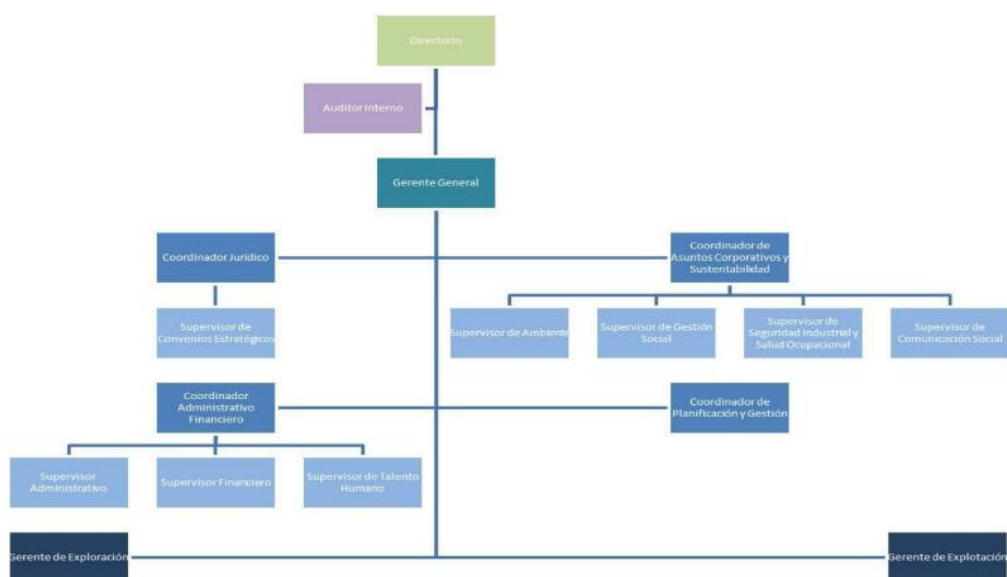 Directorio
Auditor Interno
Gerente General
Coordinador Jurídico
Coordinador de
Asuntos Corporativos y
Sustentabilidad
Supervisor de
Convenios Estratégicos
Supervisor de Ambiente
Supervisor de Gestión
Social
Supervisor de
Seguridad Industrial y
Salud Ocupacional
Supervisor de
Comunicación Social
Coordinador
Administrativo
Financiero
Coordinador de
Planificación y Gestión
Supervisor
Administrativo
Supervisor Financiero
Supervisor de Talento
Humano
Gerente de Exploración
Gerente de Explotación